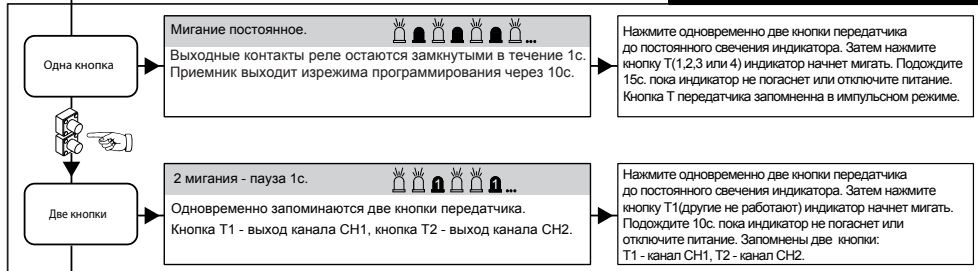 Одна кнопка
Мигание постоянное.
...
Выходные контакты реле остаются замкнутыми в течение 1с.
Приемник выходит изрежима программирования через 10с.
Нажмите одновременно две кнопки передатчика
до постоянного свечения индикатора. Затем нажмите
кнопку Т(1,2,3 или 4) индикатор начнет мигать. Подождите
15с. пока индикатор не погаснет или отключите питание.
Кнопка Т передатчика запомненна в импульсном режиме.
Две кнопки
2 мигания - пауза 1с.
1 1...
Одновременно запоминаются две кнопки передатчика.
Кнопка Т1 - выход канала СН1, кнопка Т2 - выход канала СН2.
Нажмите одновременно две кнопки передатчика
до постоянного свечения индикатора. Затем нажмите
кнопку Т1(другие не работают) индикатор начнет мигать.
Подождите 10с. пока индикатор не погаснет или
отключите питание. Запомнены две кнопки:
Т1 - канал СН1, Т2 - канал СН2.